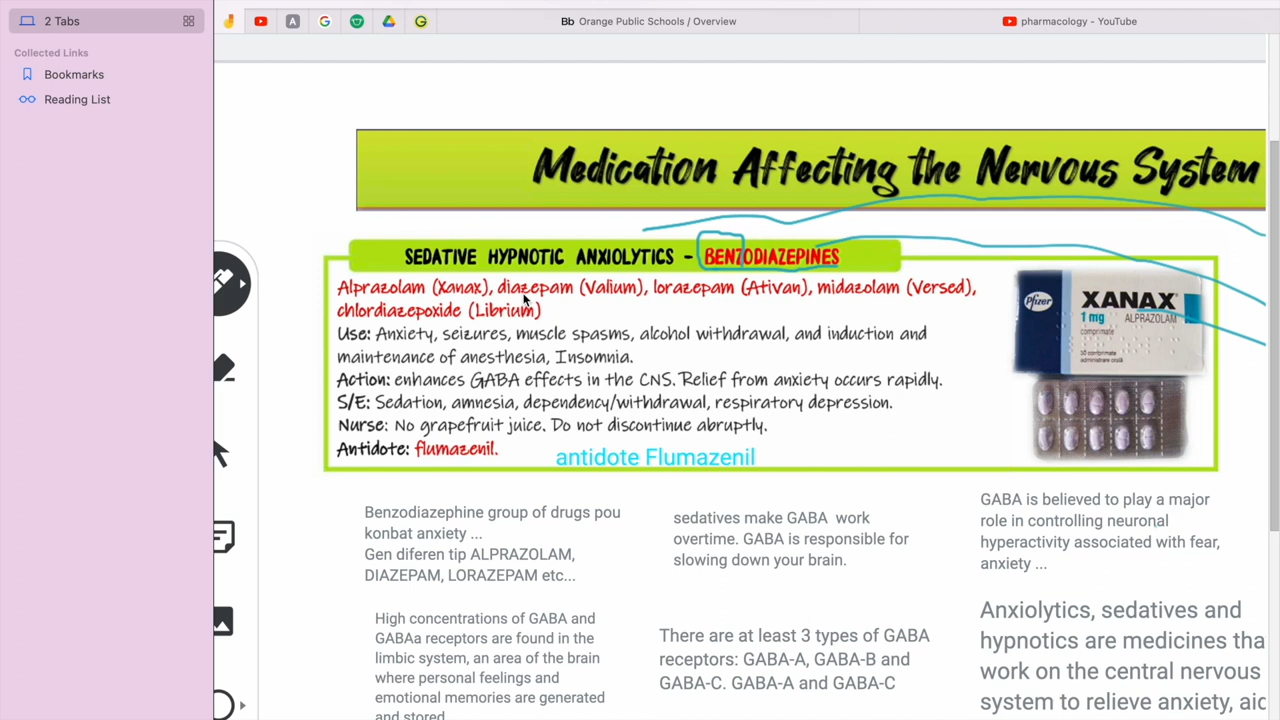 2 Tabs
Collected Links
Bookmarks
Reading List
A
G
G
Bb Orange Public Schools / Overview
pharmacology - YouTube
Medication Affecting the Nervous System
SEDATIVE HYPNOTIC ANXIOLYTICS - BENZODIAZEPINES
Alprazolam (Xanax), diazepam (Valium), lorazepam (Ativan), midazolam (Versed),
chlordiazepoxide (Librium)
Use: Anxiety, seizures, muscle spasms, alcohol withdrawal, and induction and
maintenance of anesthesia, Insomnia.
Action: enhances GABA effects in the CNS. Relief from anxiety occurs rapidly.
S/E: Sedation, amnesia, dependency/withdrawal, respiratory depression.
Nurse: No grapefruit juice. Do not discontinue abruptly.
Antidote: flumazenil.
antidote Flumazenil
Pfizer
XANAX
1 mg ALPRAZOLAM
comprimate
30 comprimate
administrare orală
Benzodiazephine group of drugs pou
konbat anxiety ...
Gen diferen tip ALPRAZOLAM,
DIAZEPAM, LORAZEPAM etc...
sedatives make GABA work
overtime. GABA is responsible for
slowing down your brain.
GABA is believed to play a major
role in controlling neuronal
hyperactivity associated with fear,
anxiety ...
High concentrations of GABA and
GABAa receptors are found in the
limbic system, an area of the brain
where personal feelings and
emotional memories are generated
and stored.
There are at least 3 types of GABA
receptors: GABA-A, GABA-B and
GABA-C. GABA-A and GABA-C
Anxiolytics, sedatives and
hypnotics are medicines tha
work on the central nervous
system to relieve anxiety, aid